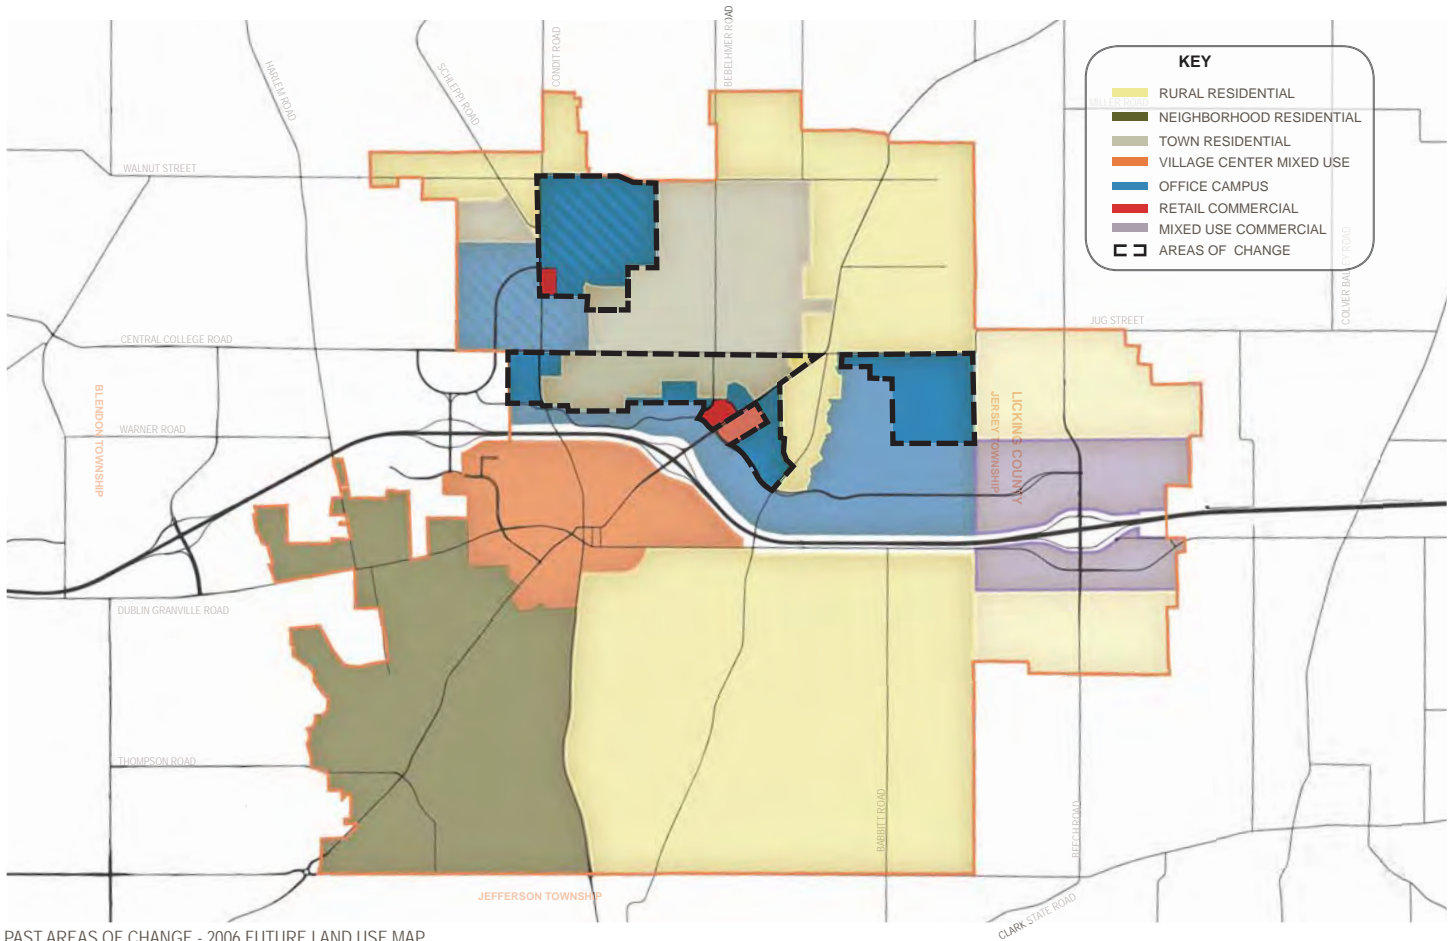 BEBELHMER ROAD
CONDIT ROAD
HARLEM ROAD
SCHLEPPI ROAD
KEY
RURAL RESIDENTIAL
MILLER ROAD
NEIGHBORHOOD RESIDENTIAL
TOWN RESIDENTIAL
VILLAGE CENTER MIXED USE
OFFICE CAMPUS
RETAIL COMMERCIAL
MIXED USE COMMERCIAL
AREAS OF CHANGE
WALNUT STREET
COLVER BAILEY ROAD
JUG STREET
CENTRAL COLLEGE ROAD
BLENDON TOWNSHIP
LICKING COUNTY
JERSEY TOWNSHIP
WARNER ROAD
DUBLIN GRANVILLE ROAD
THOMPSON ROAD
BABBITT ROAD
BEECH ROAD
JEFFERSON TOWNSHIP
CLARK STATE ROAD
PAST AREAS OF CHANGE - 2006 FUTURE LAND USE MAP